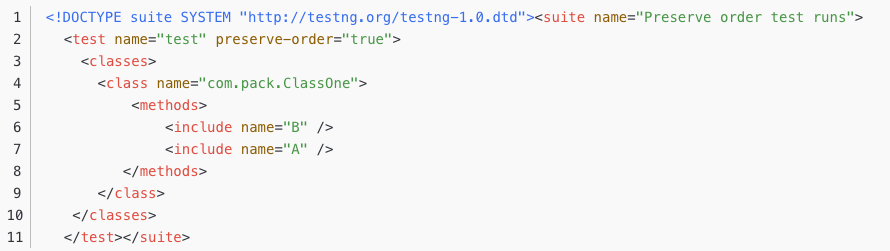 1 <!DOCTYPE suite SYSTEM "http://testng.org/testng-1.0.dtd"><suite name="Preserve order test runs">
2 <test name="test" preserve-order="true">
3 <classes>
4 <class name="com.pack.ClassOne">
5 <methods>
6 <include name="B" />
7 <include name="A" />
8 </methods>
9 </class>
10 </classes>
11 </test></suite>